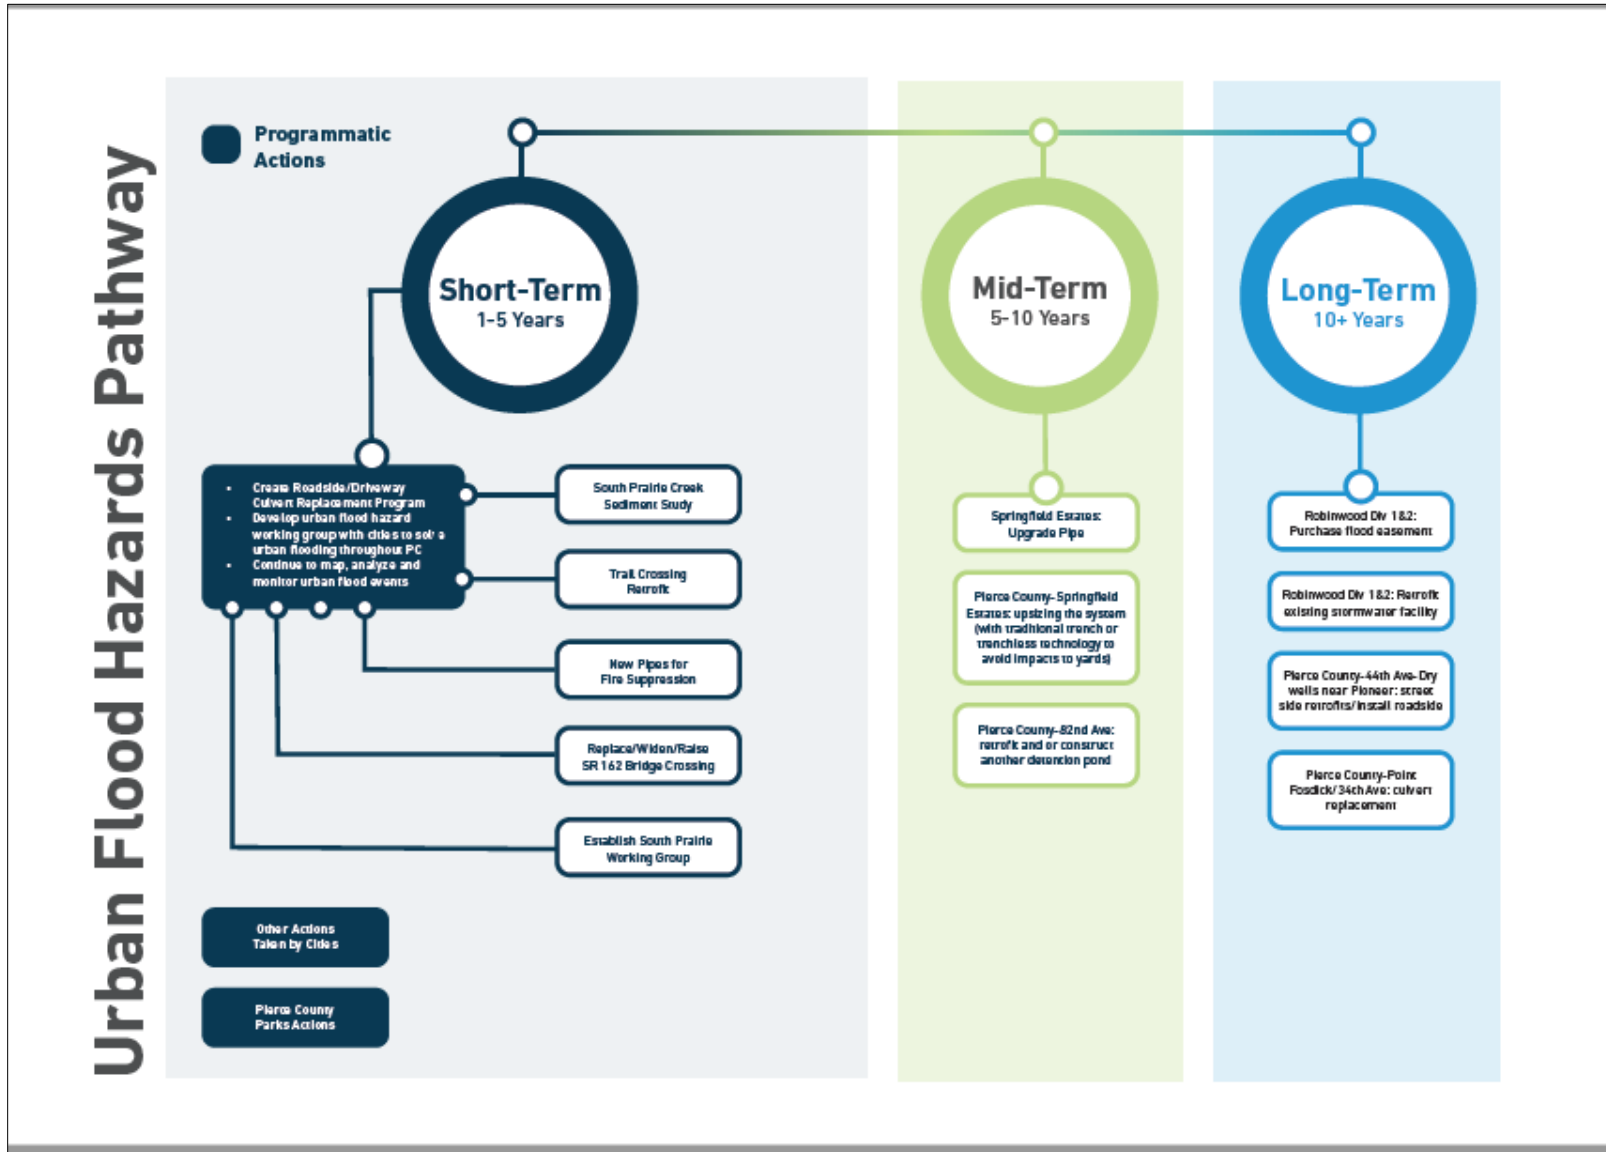 Urban Flood Hazards Pathway
Programmatic
Actions
Short-Term
1-5 Years
Mid-Term
5-10 Years
Long-Term
10+ Years
• Create Roadside/Driveway
Culvert Replacement Program
• Develop urban flood hazard
working group with cities to solve
urban flooding throughout PC
• Continue to map, analyze and
monitor urban flood events
South Prairie Creek
Sediment Study
Trail Crossing
Retrofit
New Pipes for
Fire Suppression
Replace/Widen/Raise
SR 162 Bridge Crossing
Establish South Prairie
Working Group
Other Actions
Taken by Cities
Pierce County
Parks Actions
Springfield Estates:
Upgrade Pipe
Pierce County-Springfield
Estates: upsizing the system
(with traditional trench or
trenchless technology to
avoid impacts to yards)
Pierce County-82nd Ave:
retrofit and or construct
another detention pond
Robinwood Div 1&2:
Purchase flood easement
Robinwood Div 1&2: Retrofit
existing stormwater facility
Pierce County-44th Ave-Dry
wells near Pioneer: street
side retrofits/install roadside
Pierce County-Point
Fosdick/34th Ave: culvert
replacement